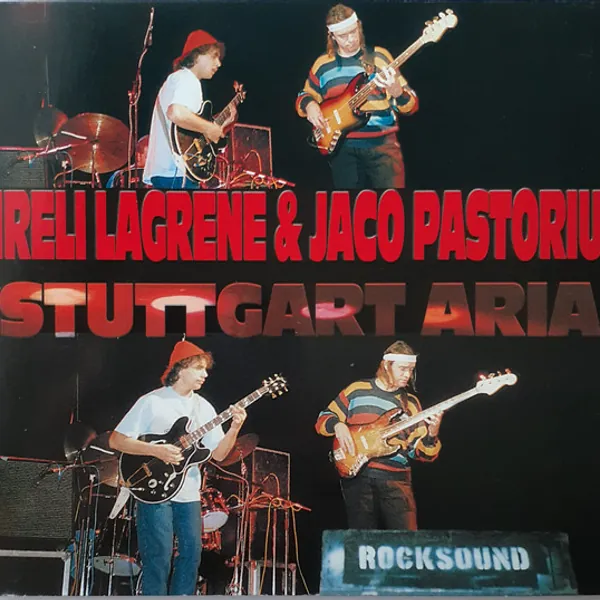 IRELI LAGRENE & JACO PASTORIU
STUTTGART ARIA
ROCKSOUND